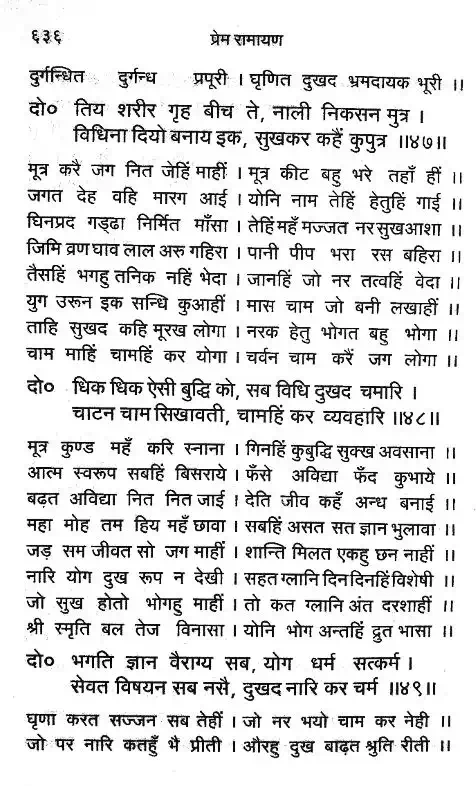 ६३६
प्रेम रामायण
दुर्गन्धित दुर्गन्ध प्रपूरी । घृणित दुखद भ्रमदायक भूरी ।।
दो० तिय शरीर गृह बीच ते, नाली निकसन मुत्र ।
विधिना दियो बनाय इक, सुखकर कहैं कुपुत्र ॥४७॥
मूत्र करै जग नित जेहिं माहीं । मूत्र कीट बहु भरे तहाँ हीं ।।
जगत देह वहि मारग आई । योनि नाम तेहिं हेतुहिं गाई ।।
घिनप्रद गड्ढा निर्मित माँसा । तेहिं महँ मज्जत नर सुखआशा ।।
जिमि व्रण घाव लाल अरु गहिरा । पानी पीप भरा रस बहिरा ।।
तैसहिं भगहु तनिक नहिं भेदा । जानहिं जो नर तत्वहिं वेदा ।।
युग उरून इक सन्धि कुआहीं । मास चाम जो बनी लखाहीं ।।
ताहि सुखद कहि मूरख लोगा । नरक हेतु भोगत बहु भोगा ।।
चाम माहिं चामहिं कर योगा । चर्वन चाम करैं जग लोगा ।।
दो० धिक धिक ऐसी बुद्धि को, सब विधि दुखद चमारि ।
चाटन चाम सिखावती, चामहिं कर व्यवहारि ॥४८॥
मूत्र कुण्ड महँ करि स्नाना । गिनहिं कुबुद्धि सुक्ख अवसाना ।।
आत्म स्वरूप सबहिं बिसराये । फँसे अविद्या फँद कुभाये ।।
बढ़त अविद्या नित नित जाई । देति जीव कहँ अन्ध बनाई ।।
महा मोह तम हिय महँ छावा । सबहिं असत सत ज्ञान भुलावा ।।
जड़ सम जीवत सो जग माहीं । शान्ति मिलत एकहु छन नाहीं ।।
नारि योग दुख रूप न देखी । सहत ग्लानि दिन दिनहिं विशेषी ।।
जो सुख होतो भोगहु माहीं । तो कत ग्लानि अंत दरशाहीं ।।
श्री स्मृति बल तेज विनासा । योनि भोग अन्तहिं द्रुत भासा ।।
दो० भगति ज्ञान वैराग्य सब, योग धर्म सत्कर्म ।
सेवत विषयन सब नसै, दुखद नारि कर चर्म ॥४९॥
घृणा करत सज्जन सब तेहीं । जो नर भयो चाम कर नेही ।।
जो पर नारि कतहुँ भै प्रीती । औरहु दुख बाढ़त श्रुति रीती ।।